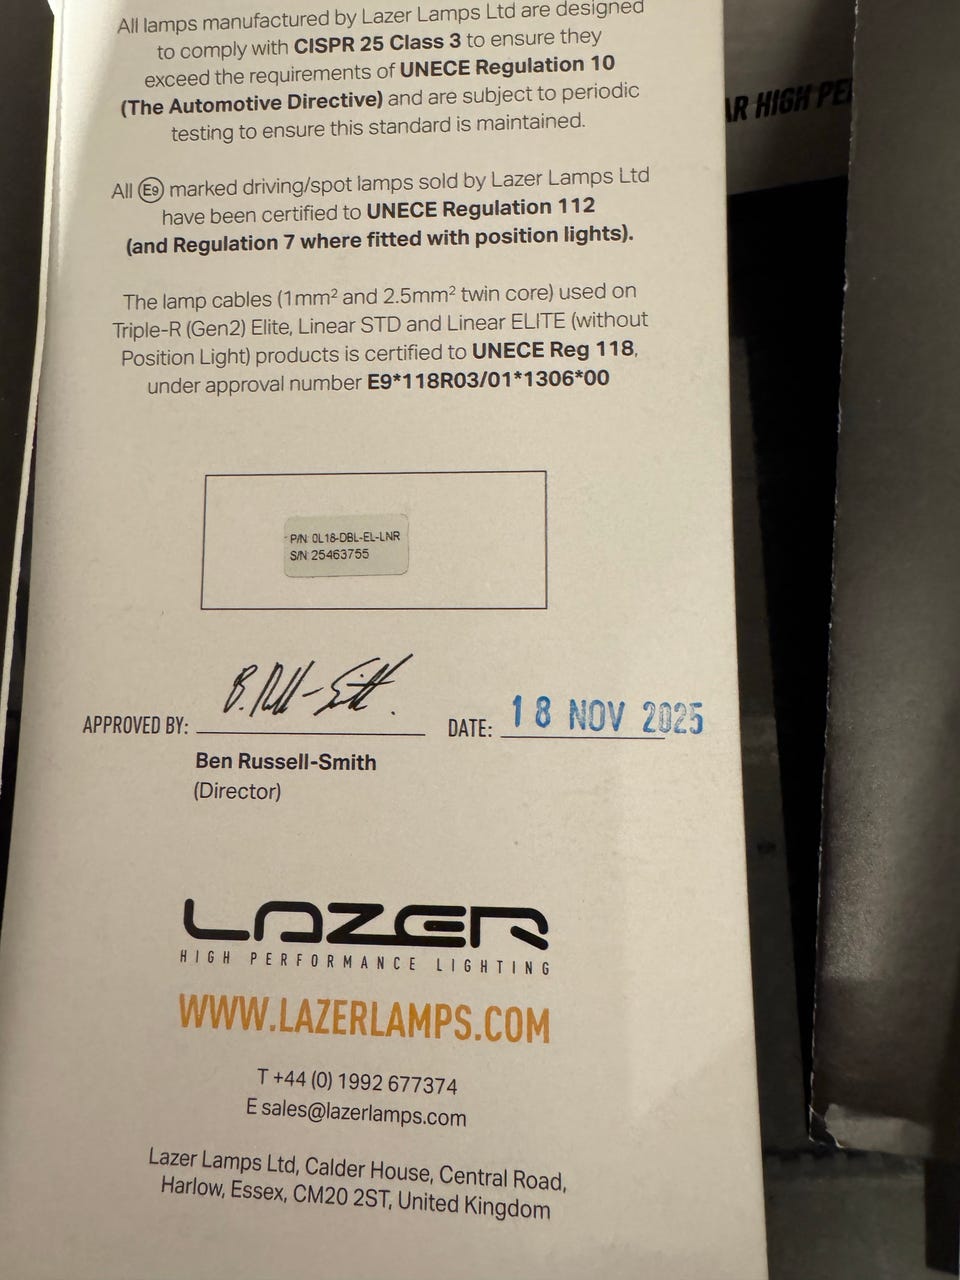 All lamps manufactured by Lazer Lamps Ltd are designed
to comply with CISPR 25 Class 3 to ensure they
exceed the requirements of UNECE Regulation 10
(The Automotive Directive) and are subject to periodic
testing to ensure this standard is maintained.
All E9 marked driving/spot lamps sold by Lazer Lamps Ltd
have been certified to UNECE Regulation 112
(and Regulation 7 where fitted with position lights).
The lamp cables (1mm² and 2.5mm² twin core) used on
Triple-R (Gen2) Elite, Linear STD and Linear ELITE (without
Position Light) products is certified to UNECE Reg 118,
under approval number E9*118R03/01*1306*00
P/N: 0L18-DBL-EL-LNR
S/N: 25463755
APPROVED BY: B. Russell-Smith.
DATE: 18 NOV 2025
Ben Russell-Smith
(Director)
LAZER
HIGH PERFORMANCE LIGHTING
WWW.LAZERLAMPS.COM
T +44 (0) 1992 677374
E sales@lazerlamps.com
Lazer Lamps Ltd, Calder House, Central Road,
Harlow, Essex, CM20 2ST, United Kingdom
HIGH